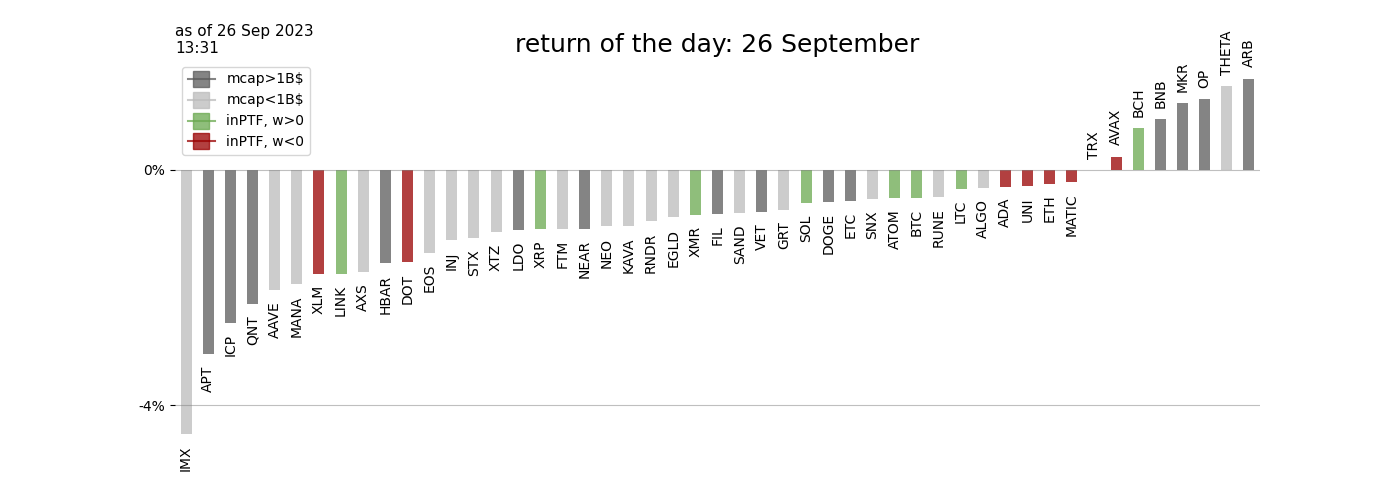 as of 26 Sep 2023
13:31
return of the day: 26 September
mcap>1B$
mcap<1B$
inPTF, w>0
inPTF, w<0
0%
-4%
IMX
APT
ICP
QNT
AAVE
MANA
XLM
LINK
AXS
HBAR
DOT
EOS
INJ
STX
XTZ
LDO
XRP
FTM
NEAR
NEO
KAVA
RNDR
EGLD
XMR
FIL
SAND
VET
GRT
SOL
DOGE
ETC
SNX
ATOM
BTC
RUNE
LTC
ALGO
ADA
UNI
ETH
MATIC
TRX
AVAX
BCH
BNB
MKR
OP
THETA
ARB